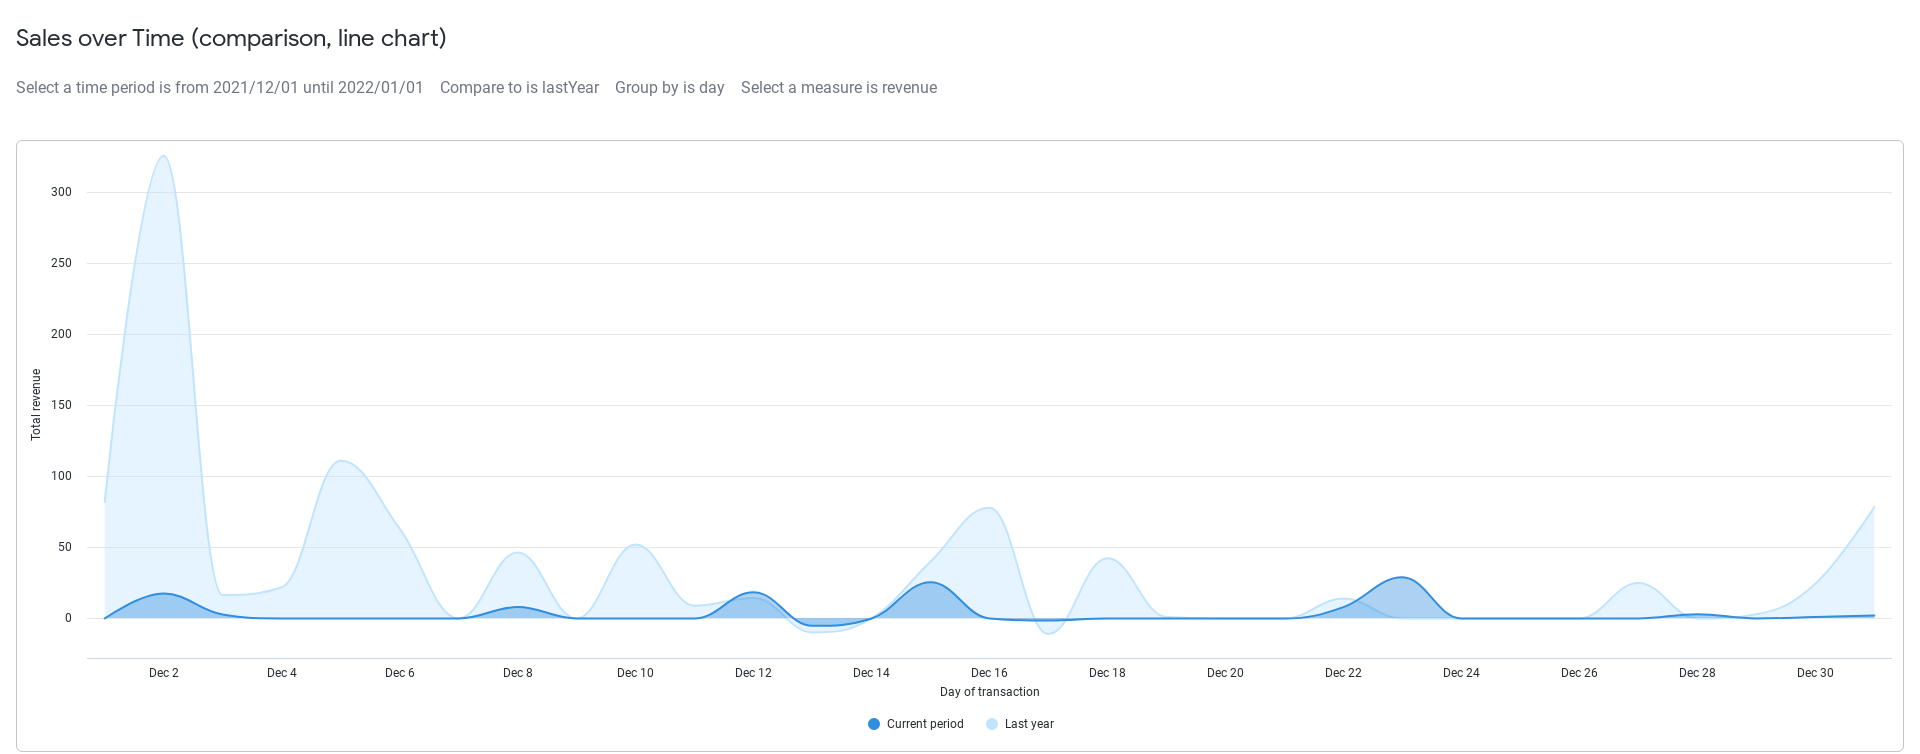 Sales over Time (comparison, line chart)
Select a time period is from 2021/12/01 until 2022/01/01 Compare to is lastYear Group by is day Select a measure is revenue
300
250
200
150
100
50
0
Total revenue
Dec 2 Dec 4 Dec 6 Dec 8 Dec 10 Dec 12 Dec 14 Dec 16 Dec 18 Dec 20 Dec 22 Dec 24 Dec 26 Dec 28 Dec 30
Day of transaction
Current period Last year